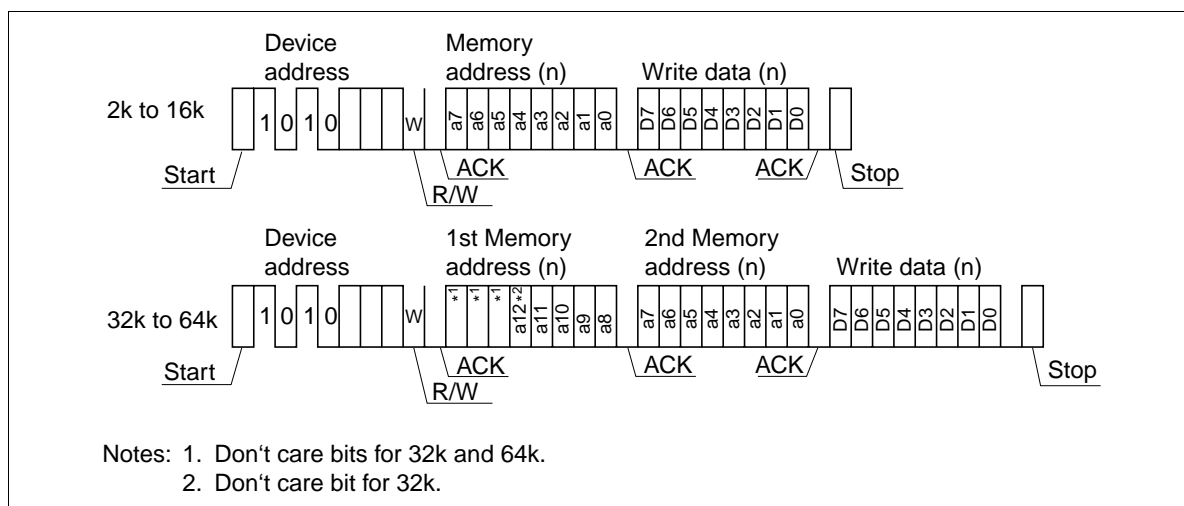 Device Memory
address address (n) Write data (n)
2k to 16k 1 0 1 0 W a7 a6 a5 a4 a3 a2 a1 a0 D7 D6 D5 D4 D3 D2 D1 D0
Start ACK ACK ACK Stop
R/W
Device 1st Memory 2nd Memory
address address (n) address (n) Write data (n)
32k to 64k 1 0 1 0 W *1 *1 *1 a12*2 a11 a10 a9 a8 a7 a6 a5 a4 a3 a2 a1 a0 D7 D6 D5 D4 D3 D2 D1 D0
Start ACK ACK ACK Stop
R/W
Notes: 1. Don‘t care bits for 32k and 64k.
2. Don‘t care bit for 32k.